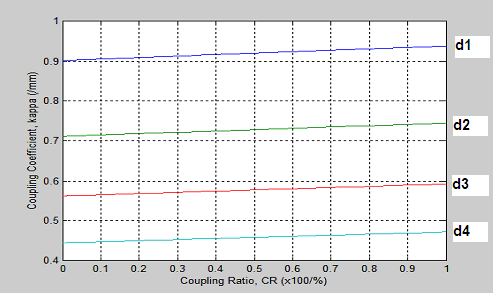 1
0.9
0.8
0.7
0.6
0.5
0.4
Coupling Coefficient, kappa (/mm)
d1
d2
d3
d4
0 0.1 0.2 0.3 0.4 0.5 0.6 0.7 0.8 0.9 1
Coupling Ratio, CR (x100/%)